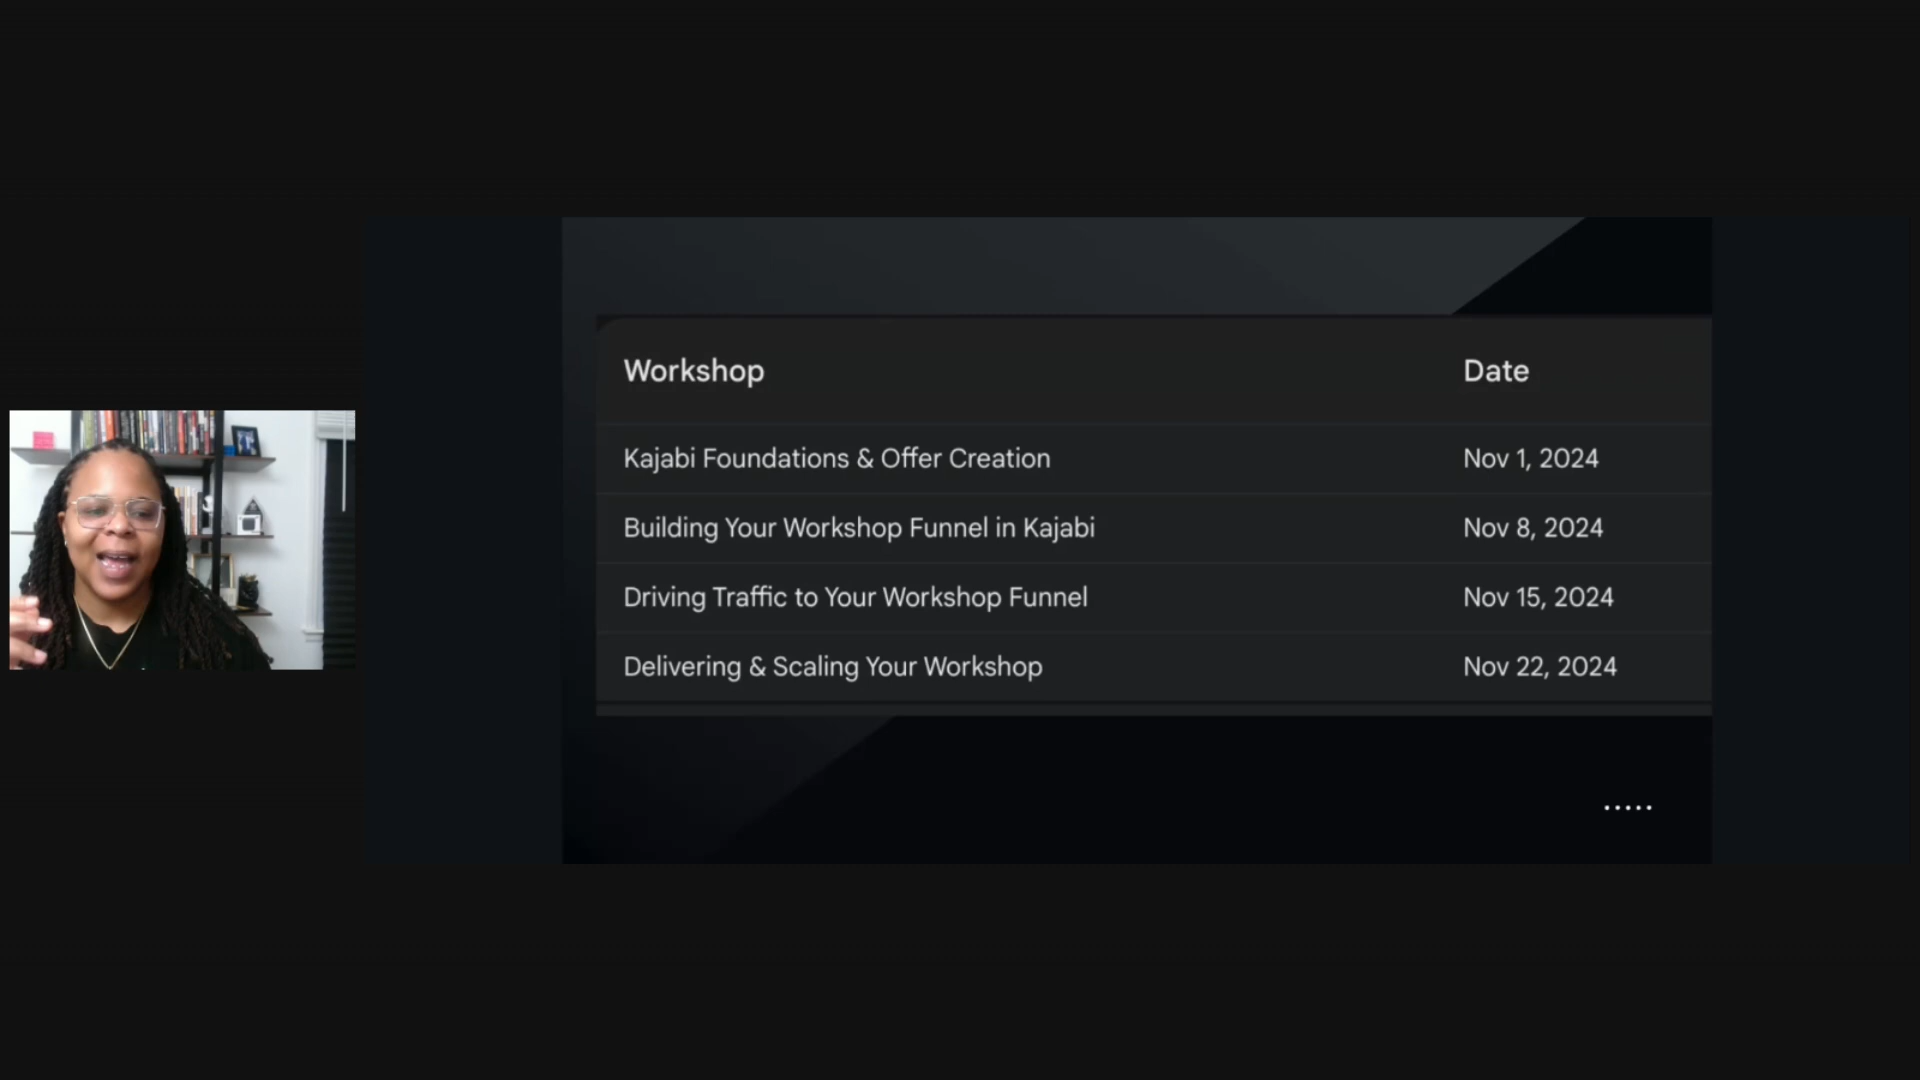 Workshop Date
Kajabi Foundations & Offer Creation Nov 1, 2024
Building Your Workshop Funnel in Kajabi Nov 8, 2024
Driving Traffic to Your Workshop Funnel Nov 15, 2024
Delivering & Scaling Your Workshop Nov 22, 2024